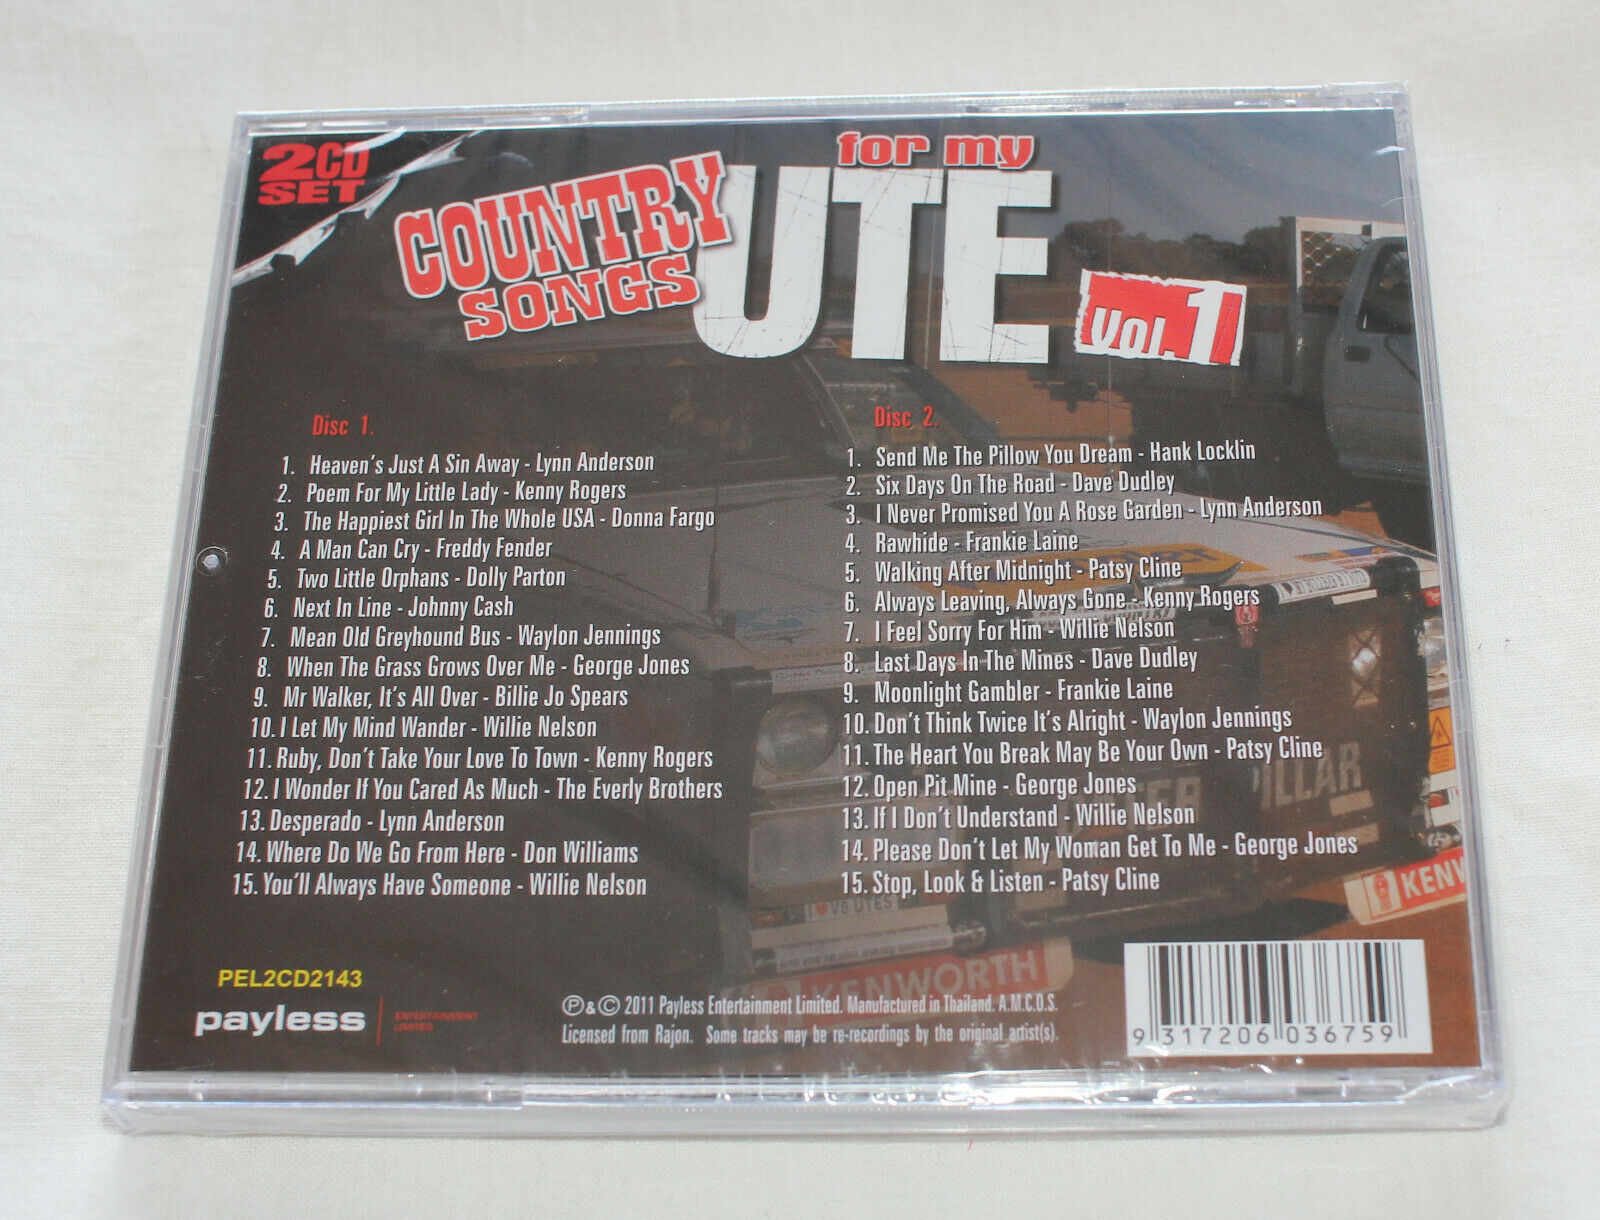 2CD
SET
COUNTRY
SONGS
for my
UTE
Vol. 1
Disc 1.
1. Heaven's Just A Sin Away - Lynn Anderson
2. Poem For My Little Lady - Kenny Rogers
3. The Happiest Girl In The Whole USA - Donna Fargo
4. A Man Can Cry - Freddy Fender
5. Two Little Orphans - Dolly Parton
6. Next In Line - Johnny Cash
7. Mean Old Greyhound Bus - Waylon Jennings
8. When The Grass Grows Over Me - George Jones
9. Mr Walker, It's All Over - Billie Jo Spears
10. I Let My Mind Wander - Willie Nelson
11. Ruby, Don't Take Your Love To Town - Kenny Rogers
12. I Wonder If You Cared As Much - The Everly Brothers
13. Desperado - Lynn Anderson
14. Where Do We Go From Here - Don Williams
15. You'll Always Have Someone - Willie Nelson
Disc 2.
1. Send Me The Pillow You Dream - Hank Locklin
2. Six Days On The Road - Dave Dudley
3. I Never Promised You A Rose Garden - Lynn Anderson
4. Rawhide - Frankie Laine
5. Walking After Midnight - Patsy Cline
6. Always Leaving, Always Gone - Kenny Rogers
7. I Feel Sorry For Him - Willie Nelson
8. Last Days In The Mines - Dave Dudley
9. Moonlight Gambler - Frankie Laine
10. Don't Think Twice It's Alright - Waylon Jennings
11. The Heart You Break May Be Your Own - Patsy Cline
12. Open Pit Mine - George Jones
13. If I Don't Understand - Willie Nelson
14. Please Don't Let My Woman Get To Me - George Jones
15. Stop, Look & Listen - Patsy Cline
PILLAR
I ♥ V8 UTES
KENW
KENWORTH
PEL2CD2143
payless
ENTERTAINMENT
LIMITED
℗ & © 2011 Payless Entertainment Limited. Manufactured in Thailand. A.M.C.O.S.
Licensed from Rajon. Some tracks may be re-recordings by the original artist(s).
9 317206 036759